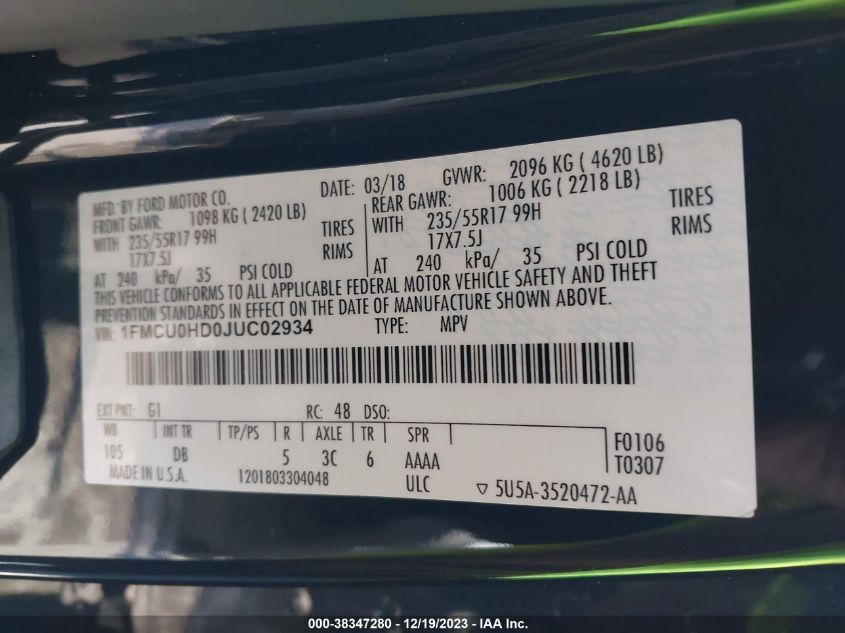 MFD. BY FORD MOTOR CO.
DATE: 03/18 GVWR: 2096 KG ( 4620 LB)
FRONT GAWR: 1098 KG ( 2420 LB)
REAR GAWR: 1006 KG ( 2218 LB)
WITH 235/55R17 99H TIRES
WITH 235/55R17 99H TIRES
17X7.5J RIMS
17X7.5J RIMS
AT 240 kPa/ 35 PSI COLD
AT 240 kPa/ 35 PSI COLD
THIS VEHICLE CONFORMS TO ALL APPLICABLE FEDERAL MOTOR VEHICLE SAFETY AND THEFT
PREVENTION STANDARDS IN EFFECT ON THE DATE OF MANUFACTURE SHOWN ABOVE.
VIN: 1FMCU0HD0JUC02934 TYPE: MPV
EXT PNT: G1 RC: 48 DSO:
WB INT TR TP/PS R AXLE TR SPR
105 DB 5 3C 6 AAAA
F0106
T0307
MADE IN U.S.A. 1201803304048 ULC ▽ 5U5A-3520472-AA
000-38347280 - 12/19/2023 - IAA Inc.